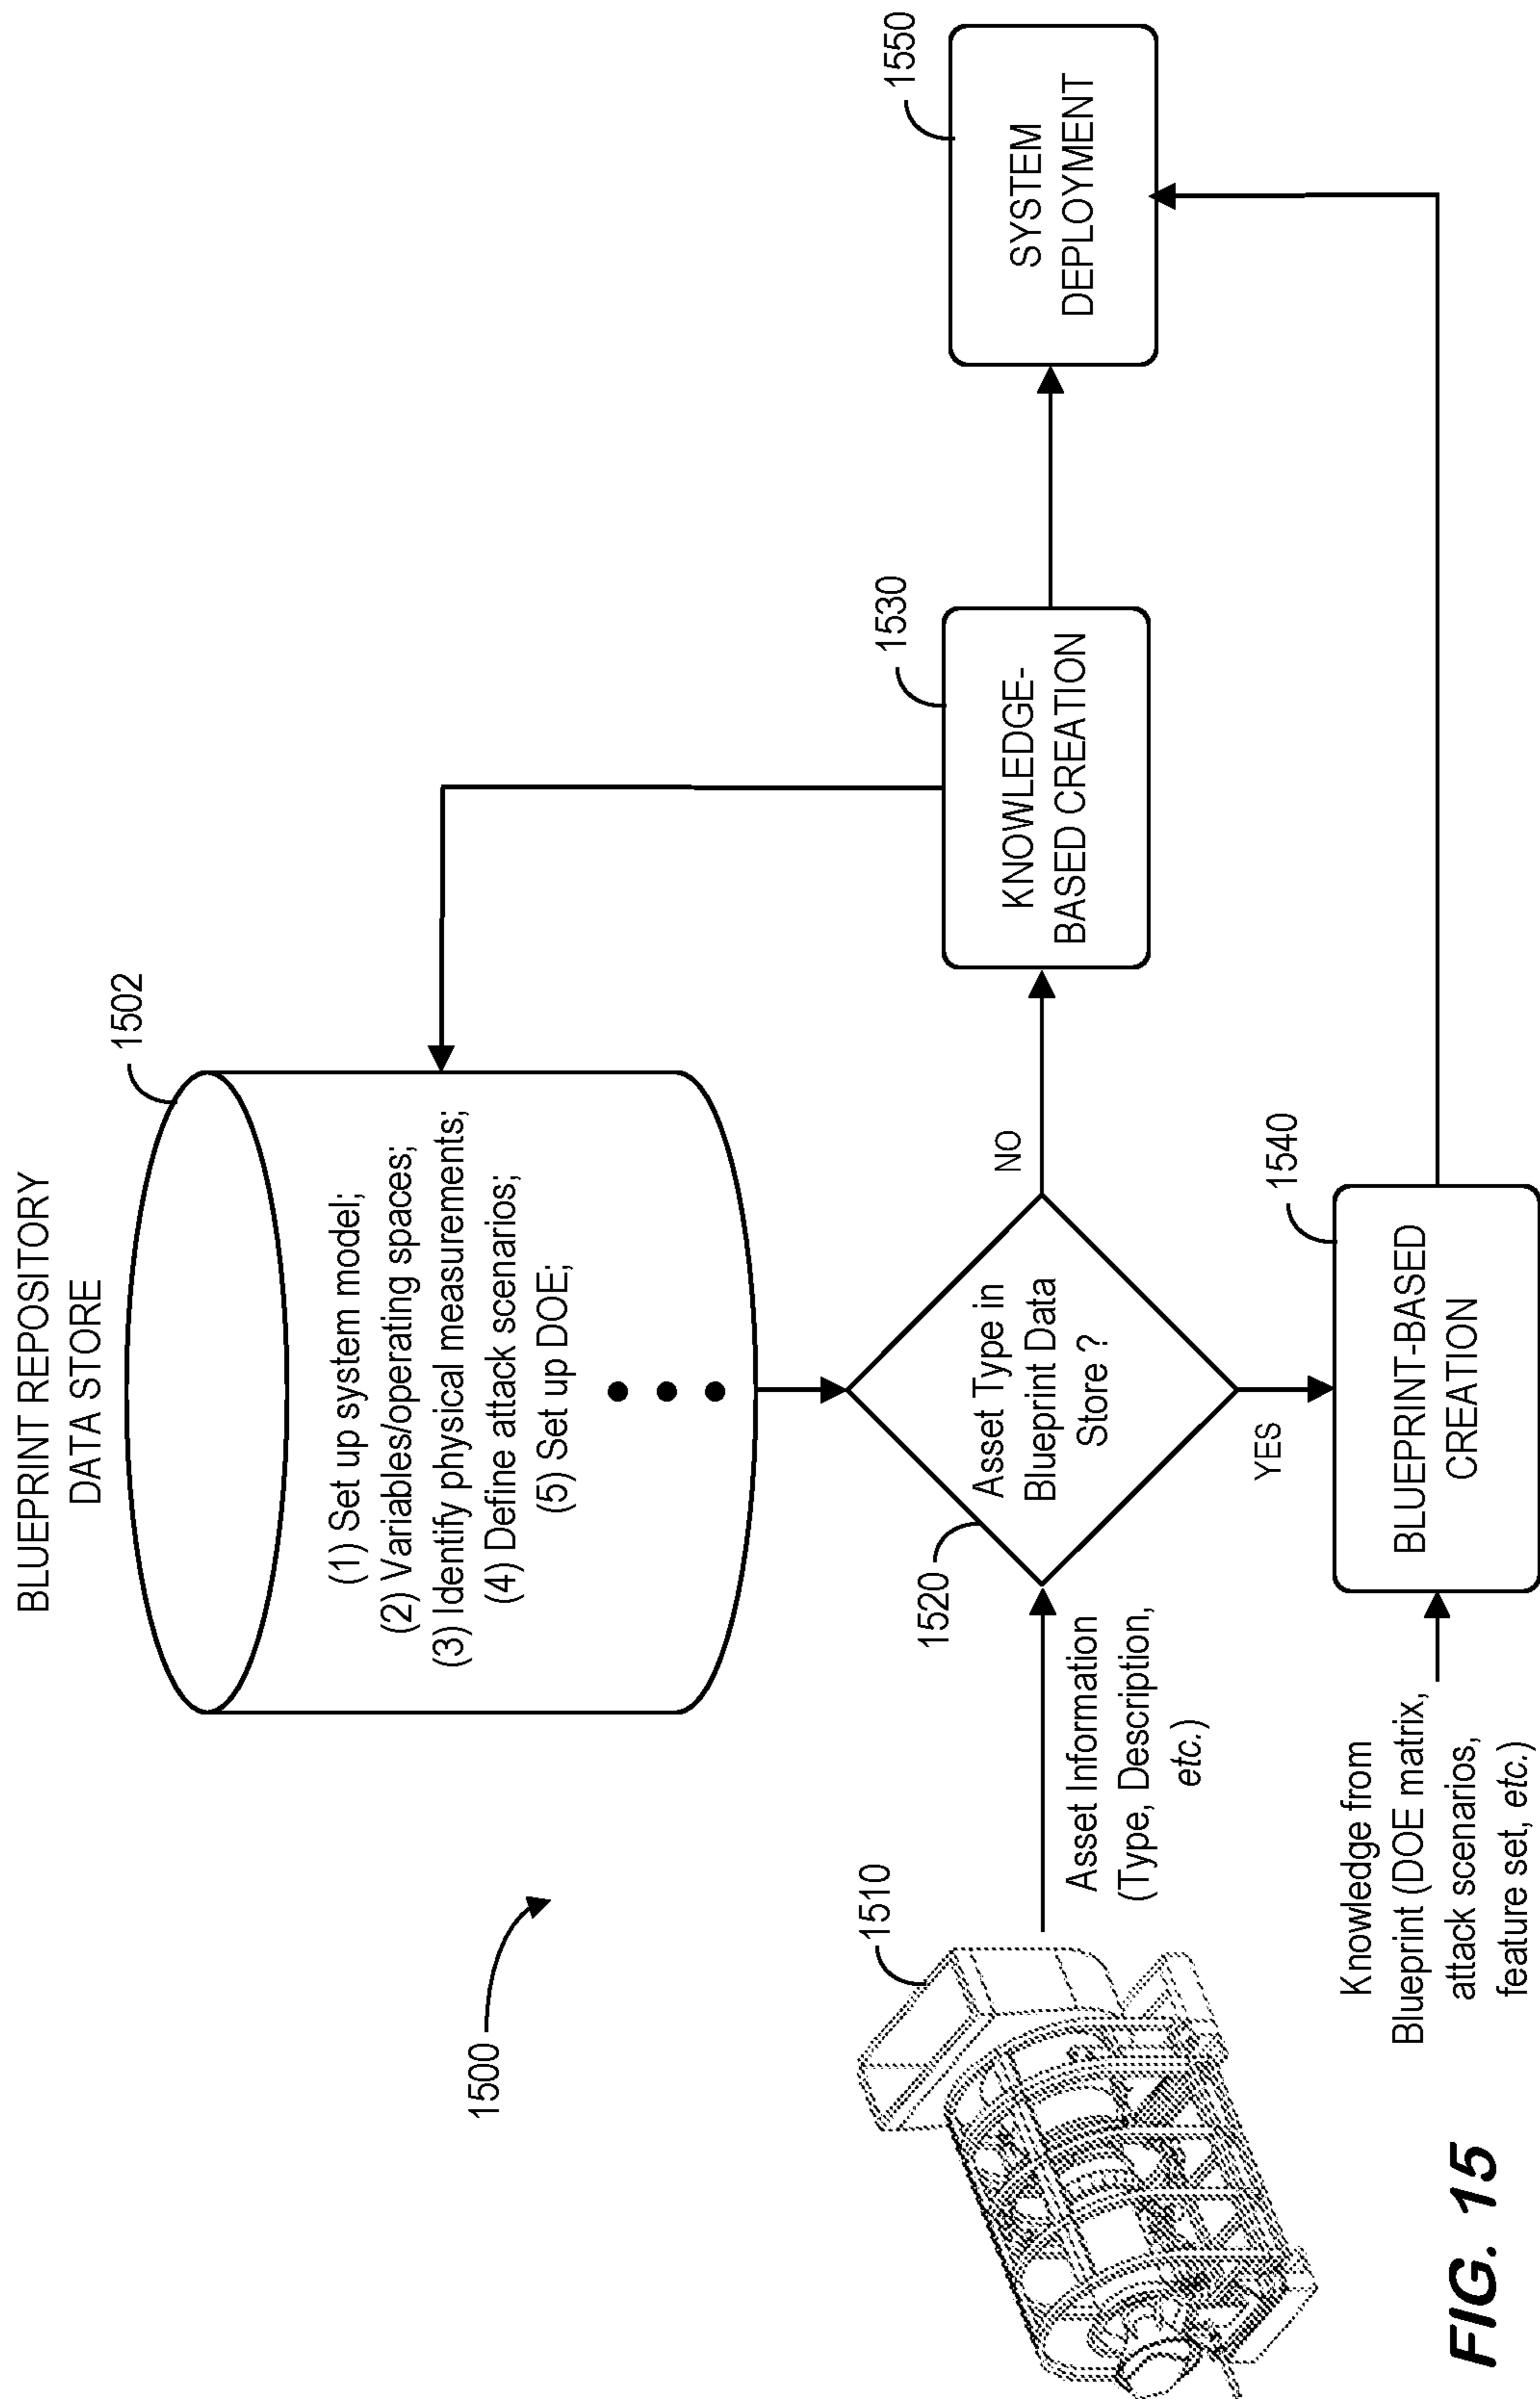 BLUEPRINT REPOSITORY
DATA STORE
1502
(1) Set up system model;
(2) Variables/operating spaces;
(3) Identify physical measurements;
(4) Define attack scenarios;
(5) Set up DOE;
1500
1510
Asset Information
(Type, Description,
etc.)
1520
Asset Type in
Blueprint Data
Store ?
NO
YES
1530
KNOWLEDGE-
BASED CREATION
1550
SYSTEM
DEPLOYMENT
Knowledge from
Blueprint (DOE matrix,
attack scenarios,
feature set, etc.)
1540
BLUEPRINT-BASED
CREATION
FIG. 15